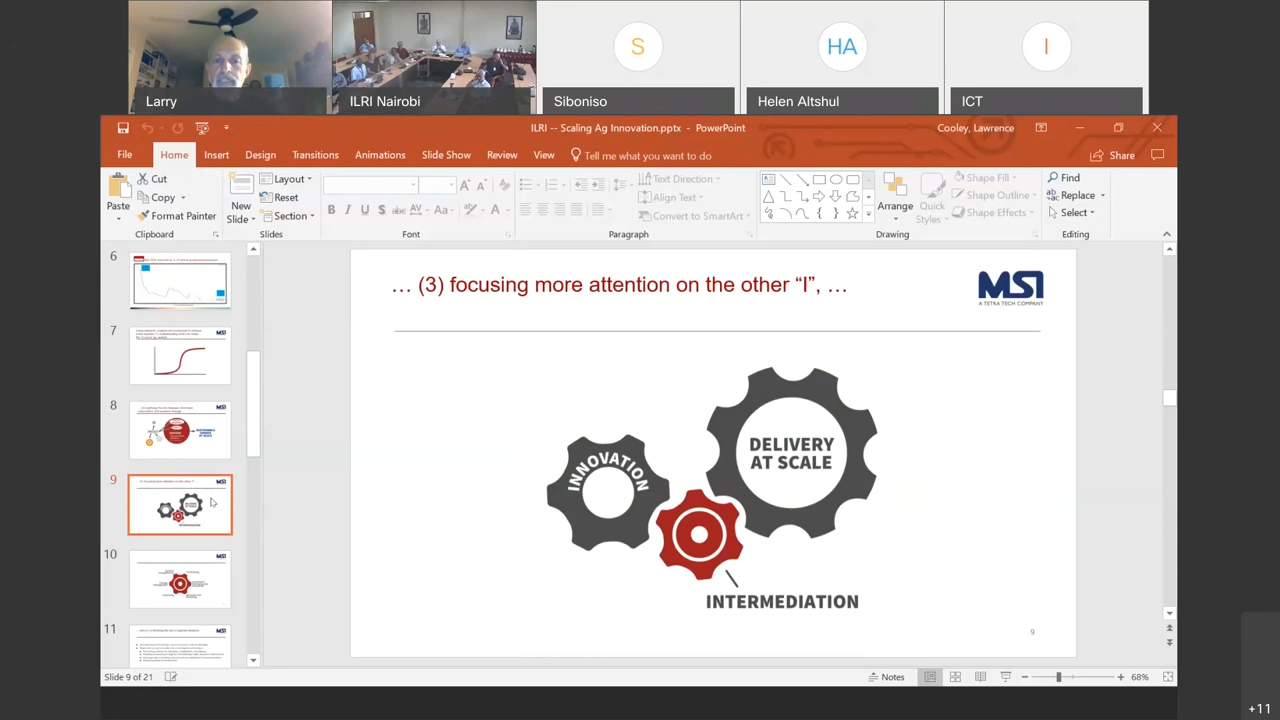 S
HA
I
Larry
ILRI Nairobi
Siboniso
Helen Altshul
ICT
ILRI -- Scaling Ag Innovation.pptx - PowerPoint
Cooley, Lawrence
File
Home
Insert
Design
Transitions
Animations
Slide Show
Review
View
Tell me what you want to do
Share
Paste
Cut
Copy
Format Painter
Clipboard
New Slide
Layout
Reset
Section
Slides
B I U S abc AV Aa A
Font
Text Direction
Align Text
Convert to SmartArt
Paragraph
Arrange
Quick Styles
Shape Fill
Shape Outline
Shape Effects
Drawing
Find
Replace
Select
Editing
6
7
8
9
10
11
MSI
… (3) focusing more attention on the other “I”, …
MSI
A TETRA TECH COMPANY
INNOVATION
DELIVERY
AT SCALE
INTERMEDIATION
9
Slide 9 of 21
Notes
68%
+11